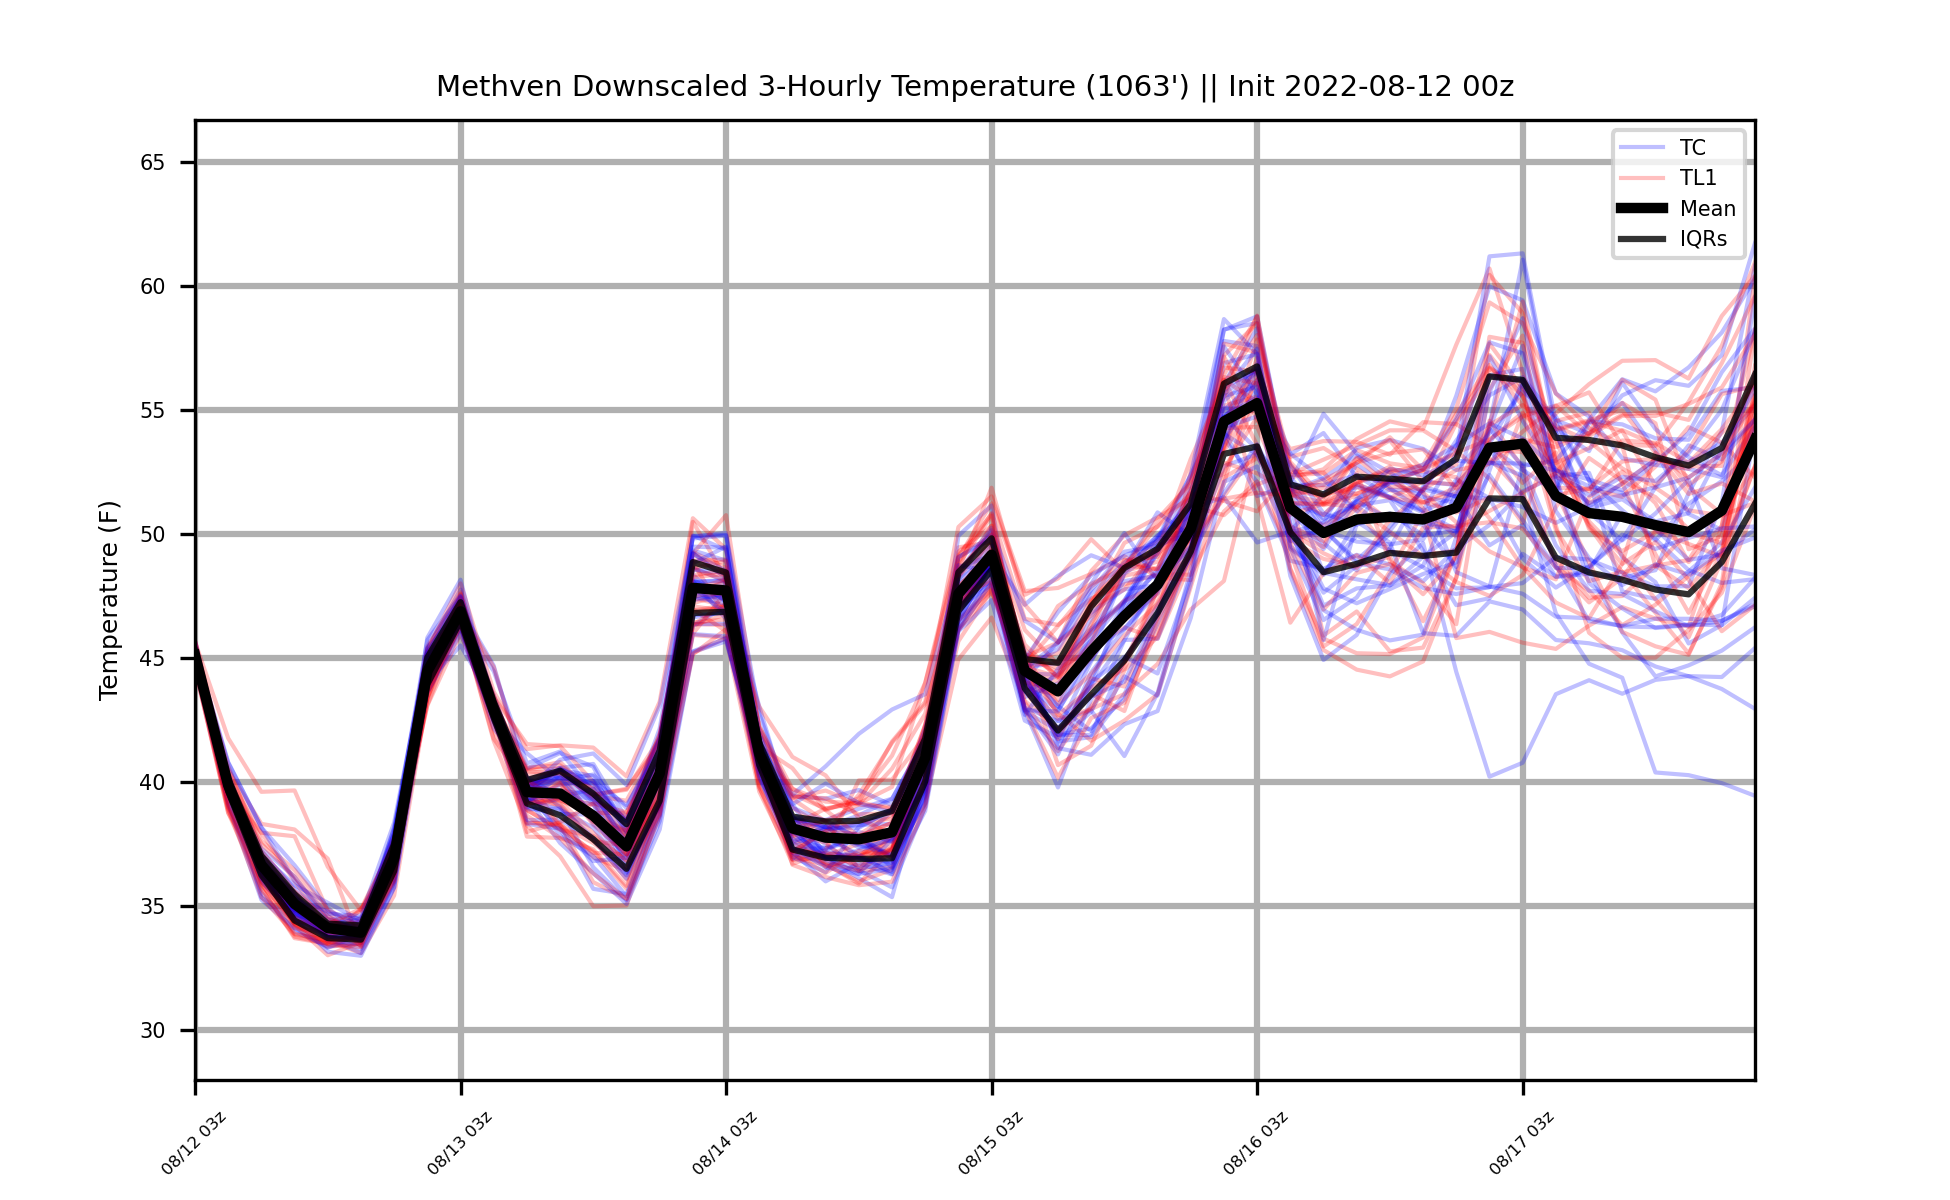 Methven Downscaled 3-Hourly Temperature (1063') || Init 2022-08-12 00z
TC
TL1
Mean
IQRs
Temperature (F)
65
60
55
50
45
40
35
30
08/12 03z
08/13 03z
08/14 03z
08/15 03z
08/16 03z
08/17 03z